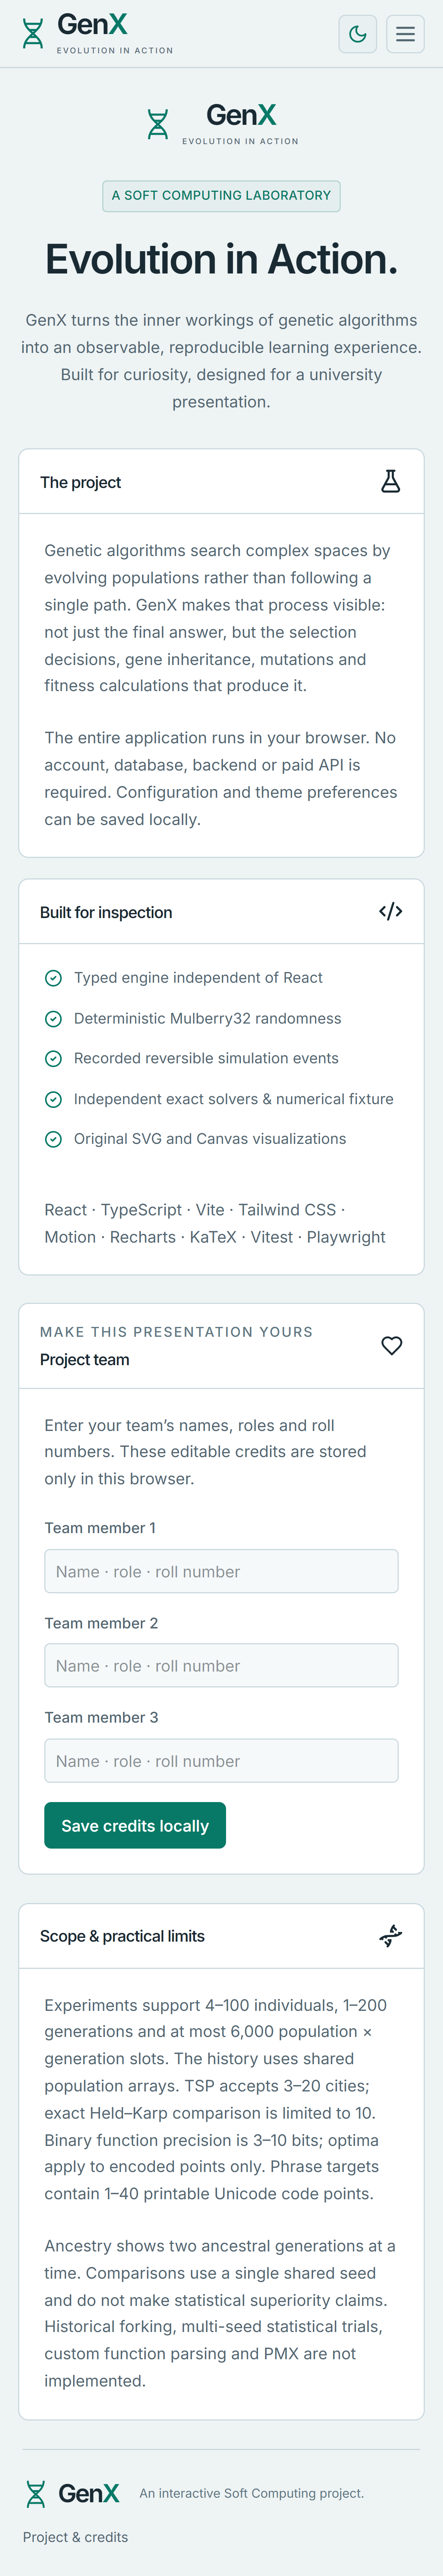 GenX
EVOLUTION IN ACTION
GenX
EVOLUTION IN ACTION
A SOFT COMPUTING LABORATORY
Evolution in Action.
GenX turns the inner workings of genetic algorithms
into an observable, reproducible learning experience.
Built for curiosity, designed for a university
presentation.
The project
Genetic algorithms search complex spaces by
evolving populations rather than following a
single path. GenX makes that process visible:
not just the final answer, but the selection
decisions, gene inheritance, mutations and
fitness calculations that produce it.
The entire application runs in your browser. No
account, database, backend or paid API is
required. Configuration and theme preferences
can be saved locally.
Built for inspection
Typed engine independent of React
Deterministic Mulberry32 randomness
Recorded reversible simulation events
Independent exact solvers & numerical fixture
Original SVG and Canvas visualizations
React · TypeScript · Vite · Tailwind CSS ·
Motion · Recharts · KaTeX · Vitest · Playwright
MAKE THIS PRESENTATION YOURS
Project team
Enter your team’s names, roles and roll
numbers. These editable credits are stored
only in this browser.
Team member 1
Name · role · roll number
Team member 2
Name · role · roll number
Team member 3
Name · role · roll number
Save credits locally
Scope & practical limits
Experiments support 4–100 individuals, 1–200
generations and at most 6,000 population ×
generation slots. The history uses shared
population arrays. TSP accepts 3–20 cities;
exact Held–Karp comparison is limited to 10.
Binary function precision is 3–10 bits; optima
apply to encoded points only. Phrase targets
contain 1–40 printable Unicode code points.
Ancestry shows two ancestral generations at a
time. Comparisons use a single shared seed
and do not make statistical superiority claims.
Historical forking, multi-seed statistical trials,
custom function parsing and PMX are not
implemented.
GenX An interactive Soft Computing project.
Project & credits